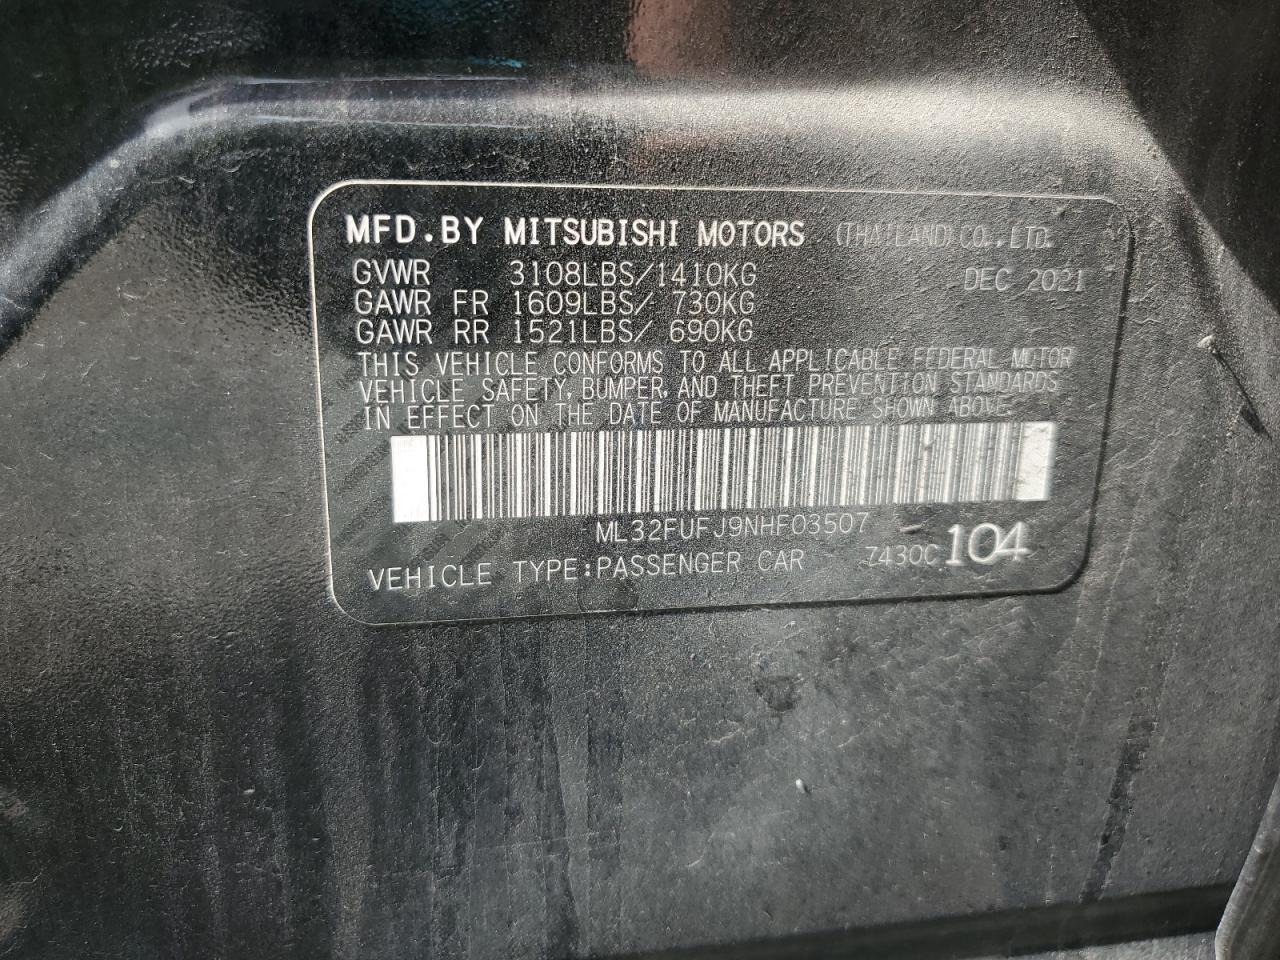 MFD.BY MITSUBISHI MOTORS (THAILAND)CO.,LTD.
GVWR 3108LBS/1410KG DEC 2021
GAWR FR 1609LBS/ 730KG
GAWR RR 1521LBS/ 690KG
THIS VEHICLE CONFORMS TO ALL APPLICABLE FEDERAL MOTOR
VEHICLE SAFETY, BUMPER, AND THEFT PREVENTION STANDARDS
IN EFFECT ON THE DATE OF MANUFACTURE SHOWN ABOVE.
ML32FUFJ9NHF03507
VEHICLE TYPE:PASSENGER CAR 7430C 104